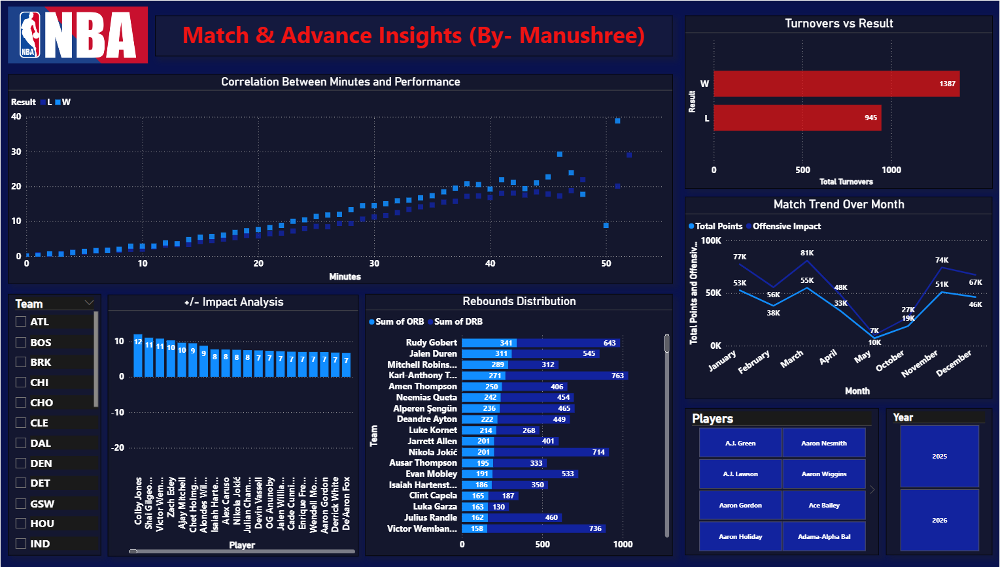 NBA
NBA
Match & Advance Insights (By- Manushree)
Correlation Between Minutes and Performance
Result L W
40
30
20
10
0
0 10 20 30 40 50
Minutes
Turnovers vs Result
Result
W 1387
L 945
0 500 1000
Total Turnovers
Match Trend Over Month
Total Points Offensive Impact
Total Points and Offensiv...
100K
50K
0K
77K 56K 81K 48K 10K 27K 74K 67K
53K 38K 55K 33K 7K 19K 51K 46K
January February March April May October November December
Month
Team
ATL
BOS
BRK
CHI
CHO
CLE
DAL
DEN
DET
GSW
HOU
IND
+/- Impact Analysis
10
0
-10
-20
12 11 11 10 10 9 9 8 8 8 8 7 7 7 7 7 7 7 7 7
Colby Jones
Shai Gilgeo...
Victor Wem...
Zach Edey
Ajay Mitchell
Chet Holmg...
Alondes Wil...
Isaiah Harte...
Alex Caruso
Nikola Jokić
Julian Cham...
Devin Vassell
OG Anunoby
Jalen Willia...
Cade Cunni...
Enrique Fre...
Wendell Mo...
Aaron Gordon
Derrick White
De'Aaron Fox
Player
Rebounds Distribution
Sum of ORB Sum of DRB
Team
Rudy Gobert 341 643
Jalen Duren 311 545
Mitchell Robins... 289 312
Karl-Anthony T... 271 763
Amen Thompson 250 406
Neemias Queta 242 454
Alperen Şengün 236 465
Deandre Ayton 222 449
Luke Kornet 214 268
Jarrett Allen 201 401
Nikola Jokić 201 714
Ausar Thompson 195 333
Evan Mobley 191 533
Isaiah Hartenst... 186 350
Clint Capela 165 187
Luka Garza 163 130
Julius Randle 162 460
Victor Wemban... 158 736
0 500 1000
Players
A.J. Green Aaron Nesmith
A.J. Lawson Aaron Wiggins
Aaron Gordon Ace Bailey
Aaron Holiday Adama-Alpha Bal
Year
2025
2026